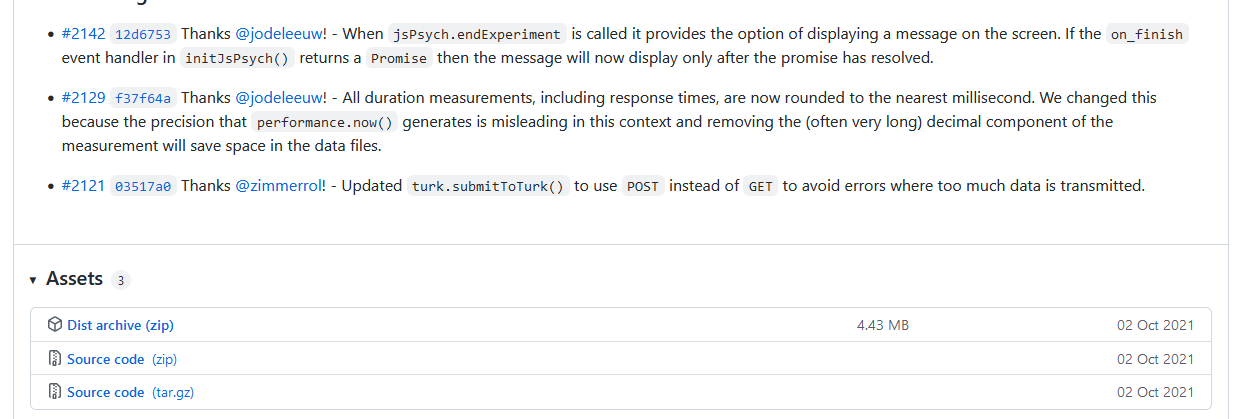 #2142 12d6753 Thanks @jodeleeuw! - When jsPsych.endExperiment is called it provides the option of displaying a message on the screen. If the on_finish
event handler in initJsPsych() returns a Promise then the message will now display only after the promise has resolved.
#2129 f37f64a Thanks @jodeleeuw! - All duration measurements, including response times, are now rounded to the nearest millisecond. We changed this
because the precision that performance.now() generates is misleading in this context and removing the (often very long) decimal component of the
measurement will save space in the data files.
#2121 03517a0 Thanks @zimmerrol! - Updated turk.submitToTurk() to use POST instead of GET to avoid errors where too much data is transmitted.
Assets 3
Dist archive (zip) 4.43 MB 02 Oct 2021
Source code (zip) 02 Oct 2021
Source code (tar.gz) 02 Oct 2021